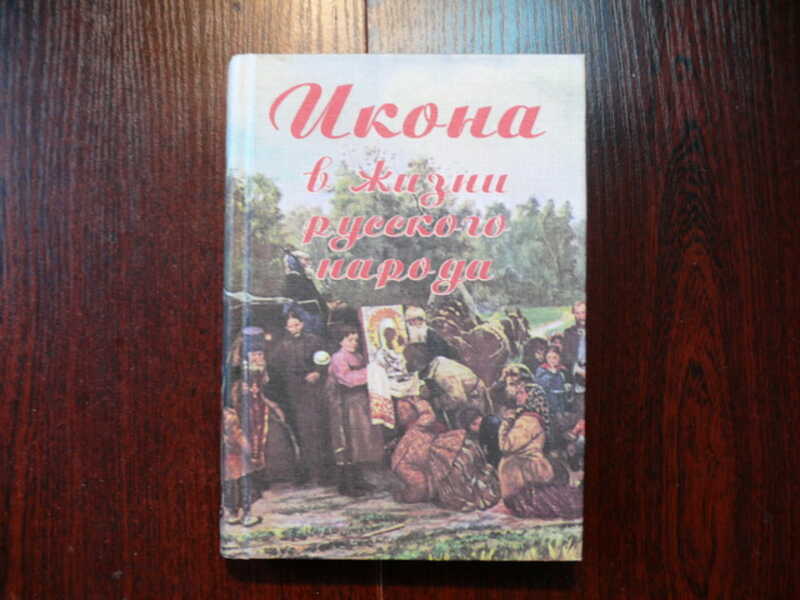 Икона
в жизни
русского
народа